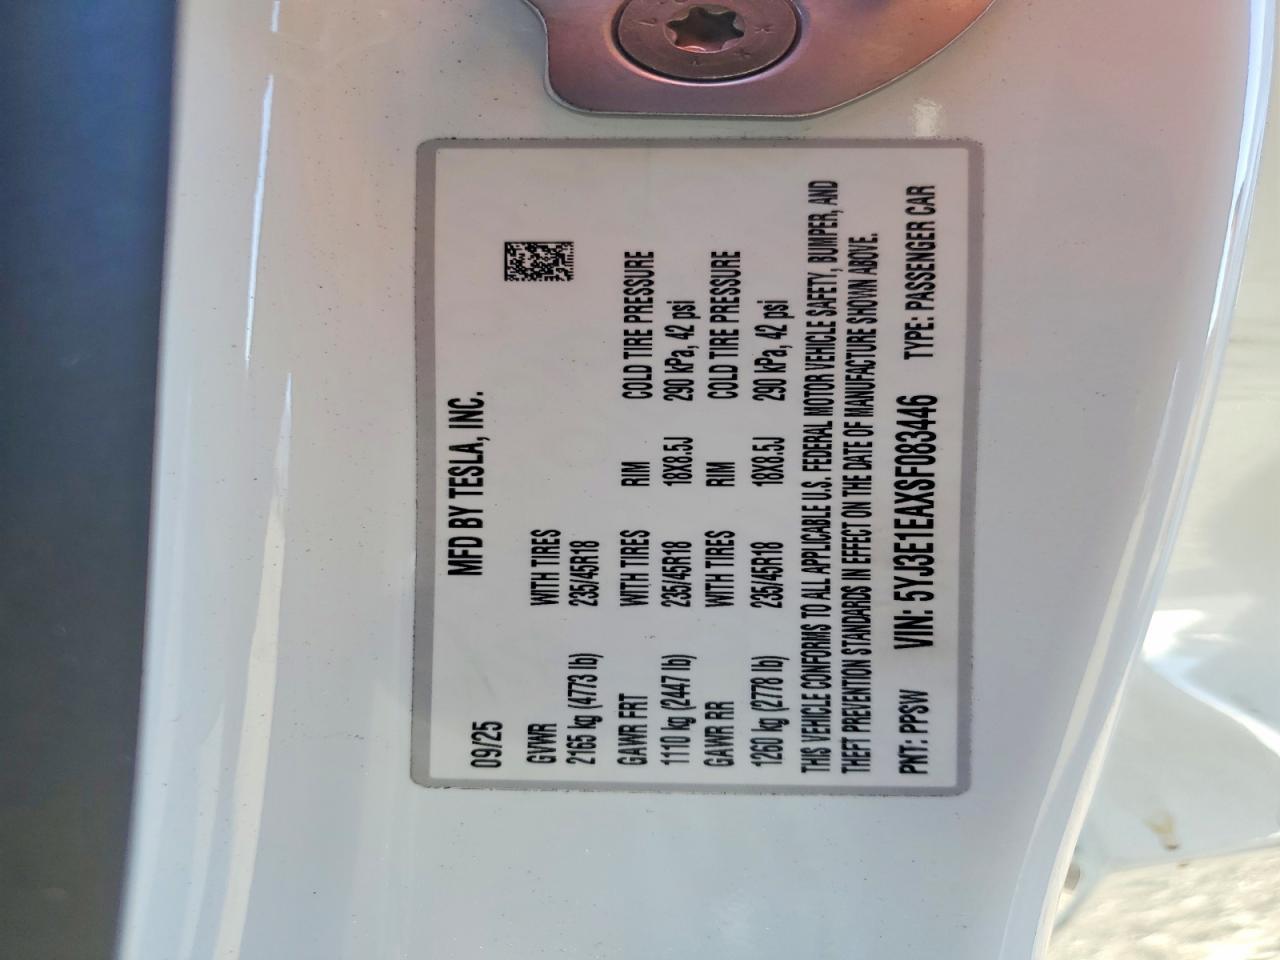 MFD BY TESLA, INC.
09/25
GVWR WITH TIRES
2165 kg (4773 lb) 235/45R18
GAWR FRT WITH TIRES RIM COLD TIRE PRESSURE
1110 kg (2447 lb) 235/45R18 18X8.5J 290 kPa, 42 psi
GAWR RR WITH TIRES RIM COLD TIRE PRESSURE
1260 kg (2778 lb) 235/45R18 18X8.5J 290 kPa, 42 psi
THIS VEHICLE CONFORMS TO ALL APPLICABLE U.S. FEDERAL MOTOR VEHICLE SAFETY, BUMPER, AND
THEFT PREVENTION STANDARDS IN EFFECT ON THE DATE OF MANUFACTURE SHOWN ABOVE.
PNT: PPSW VIN: 5YJ3E1EAXSF083446 TYPE: PASSENGER CAR